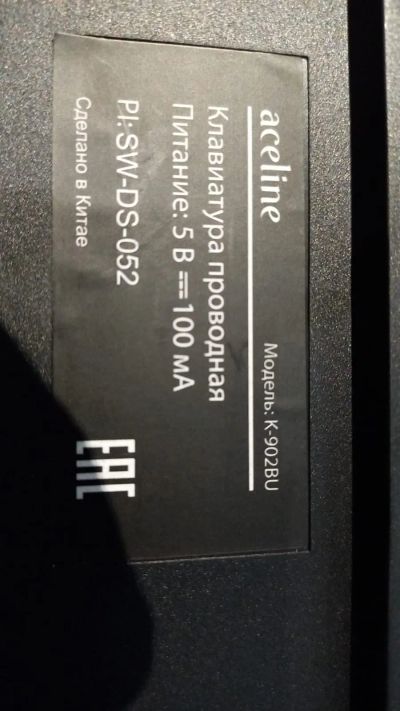 aceline
Модель: K-902BU
Клавиатура проводная
Питание: 5 В ⎓ 100 мА
PI:SW-DS-052
Сделано в Китае
EAC